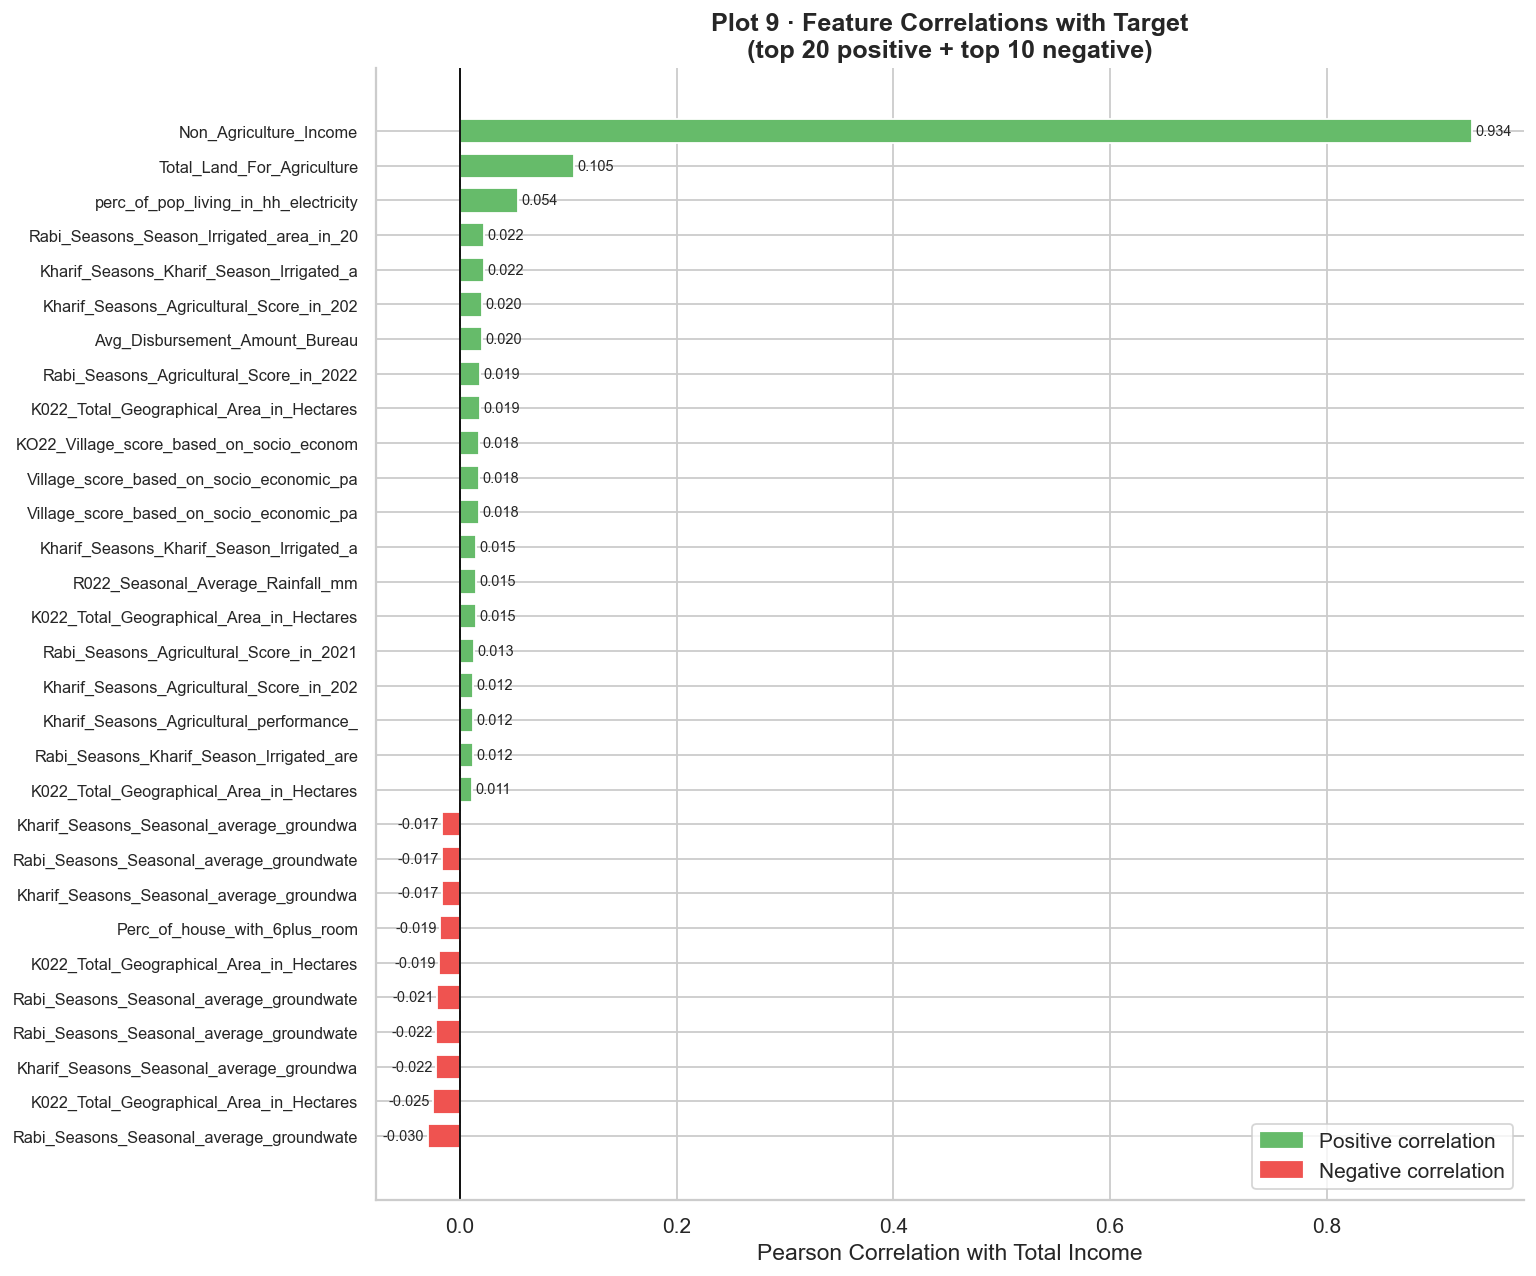 Plot 9 · Feature Correlations with Target
(top 20 positive + top 10 negative)
Non_Agriculture_Income 0.934
Total_Land_For_Agriculture 0.105
perc_of_pop_living_in_hh_electricity 0.054
Rabi_Seasons_Season_Irrigated_area_in_20 0.022
Kharif_Seasons_Kharif_Season_Irrigated_a 0.022
Kharif_Seasons_Agricultural_Score_in_202 0.020
Avg_Disbursement_Amount_Bureau 0.020
Rabi_Seasons_Agricultural_Score_in_2022 0.019
K022_Total_Geographical_Area_in_Hectares 0.019
KO22_Village_score_based_on_socio_econom 0.018
Village_score_based_on_socio_economic_pa 0.018
Village_score_based_on_socio_economic_pa 0.018
Kharif_Seasons_Kharif_Season_Irrigated_a 0.015
R022_Seasonal_Average_Rainfall_mm 0.015
K022_Total_Geographical_Area_in_Hectares 0.015
Rabi_Seasons_Agricultural_Score_in_2021 0.013
Kharif_Seasons_Agricultural_Score_in_202 0.012
Kharif_Seasons_Agricultural_performance_ 0.012
Rabi_Seasons_Kharif_Season_Irrigated_are 0.012
K022_Total_Geographical_Area_in_Hectares 0.011
Kharif_Seasons_Seasonal_average_groundwa -0.017
Rabi_Seasons_Seasonal_average_groundwate -0.017
Kharif_Seasons_Seasonal_average_groundwa -0.017
Perc_of_house_with_6plus_room -0.019
K022_Total_Geographical_Area_in_Hectares -0.019
Rabi_Seasons_Seasonal_average_groundwate -0.021
Rabi_Seasons_Seasonal_average_groundwate -0.022
Kharif_Seasons_Seasonal_average_groundwa -0.022
K022_Total_Geographical_Area_in_Hectares -0.025
Rabi_Seasons_Seasonal_average_groundwate -0.030
Positive correlation
Negative correlation
0.0 0.2 0.4 0.6 0.8
Pearson Correlation with Total Income